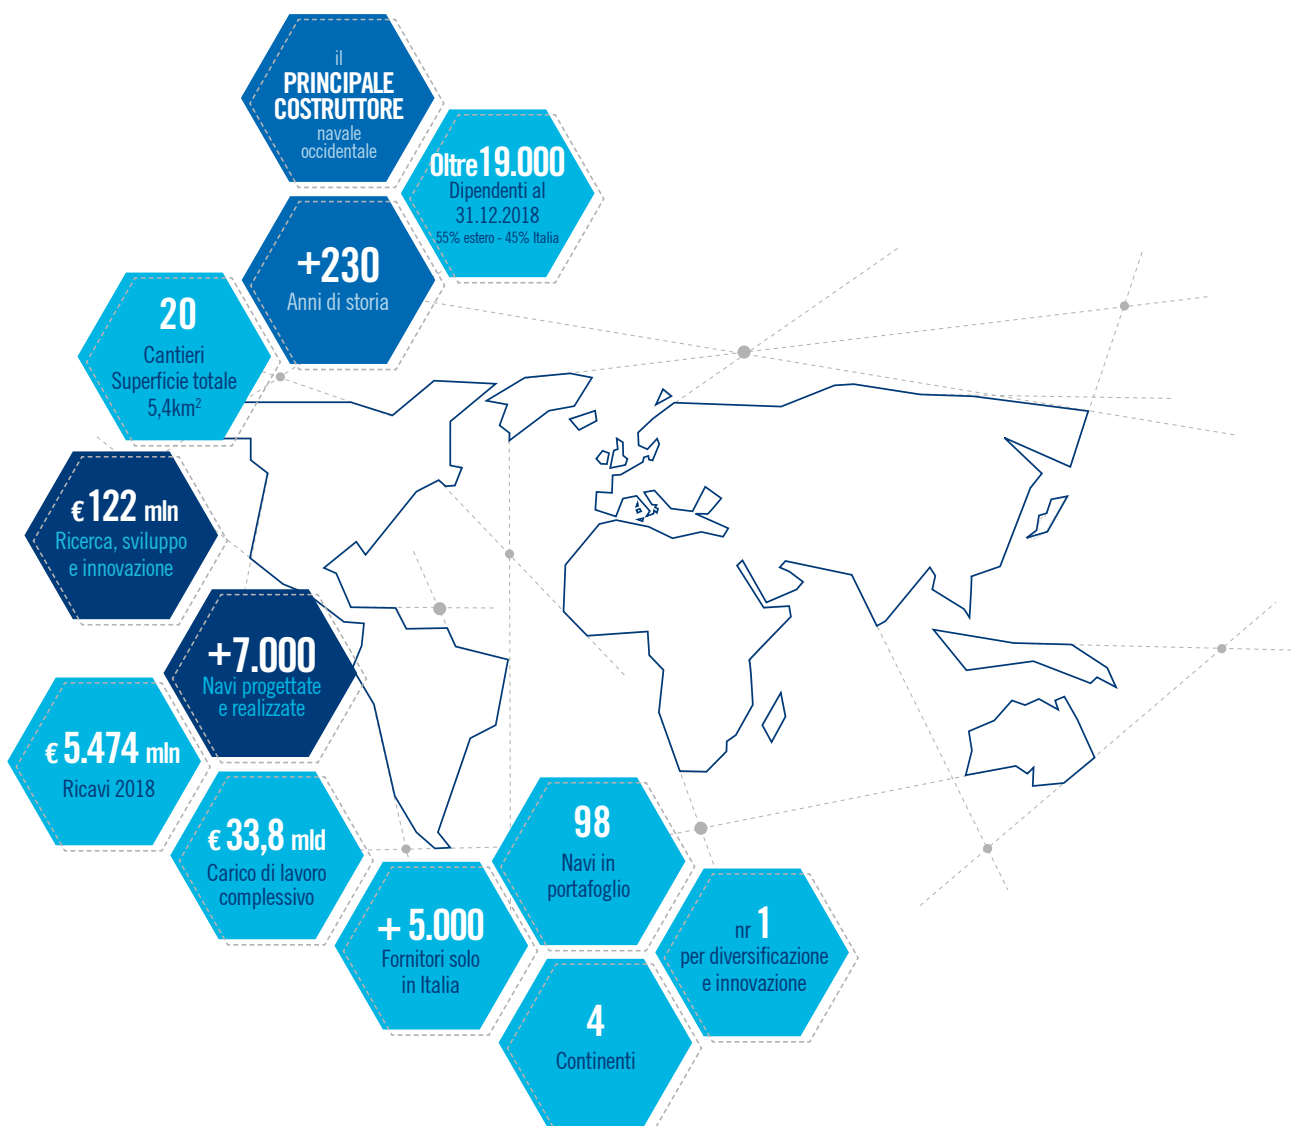 il
PRINCIPALE
COSTRUTTORE
navale
occidentale
Oltre 19.000
Dipendenti al
31.12.2018
55% estero - 45% Italia
+230
Anni di storia
20
Cantieri
Superficie totale
5,4km²
€ 122 mln
Ricerca, sviluppo
e innovazione
+7.000
Navi progettate
e realizzate
€ 5.474 mln
Ricavi 2018
€ 33,8 mld
Carico di lavoro
complessivo
+ 5.000
Fornitori solo
in Italia
98
Navi in
portafoglio
nr 1
per diversificazione
e innovazione
4
Continenti